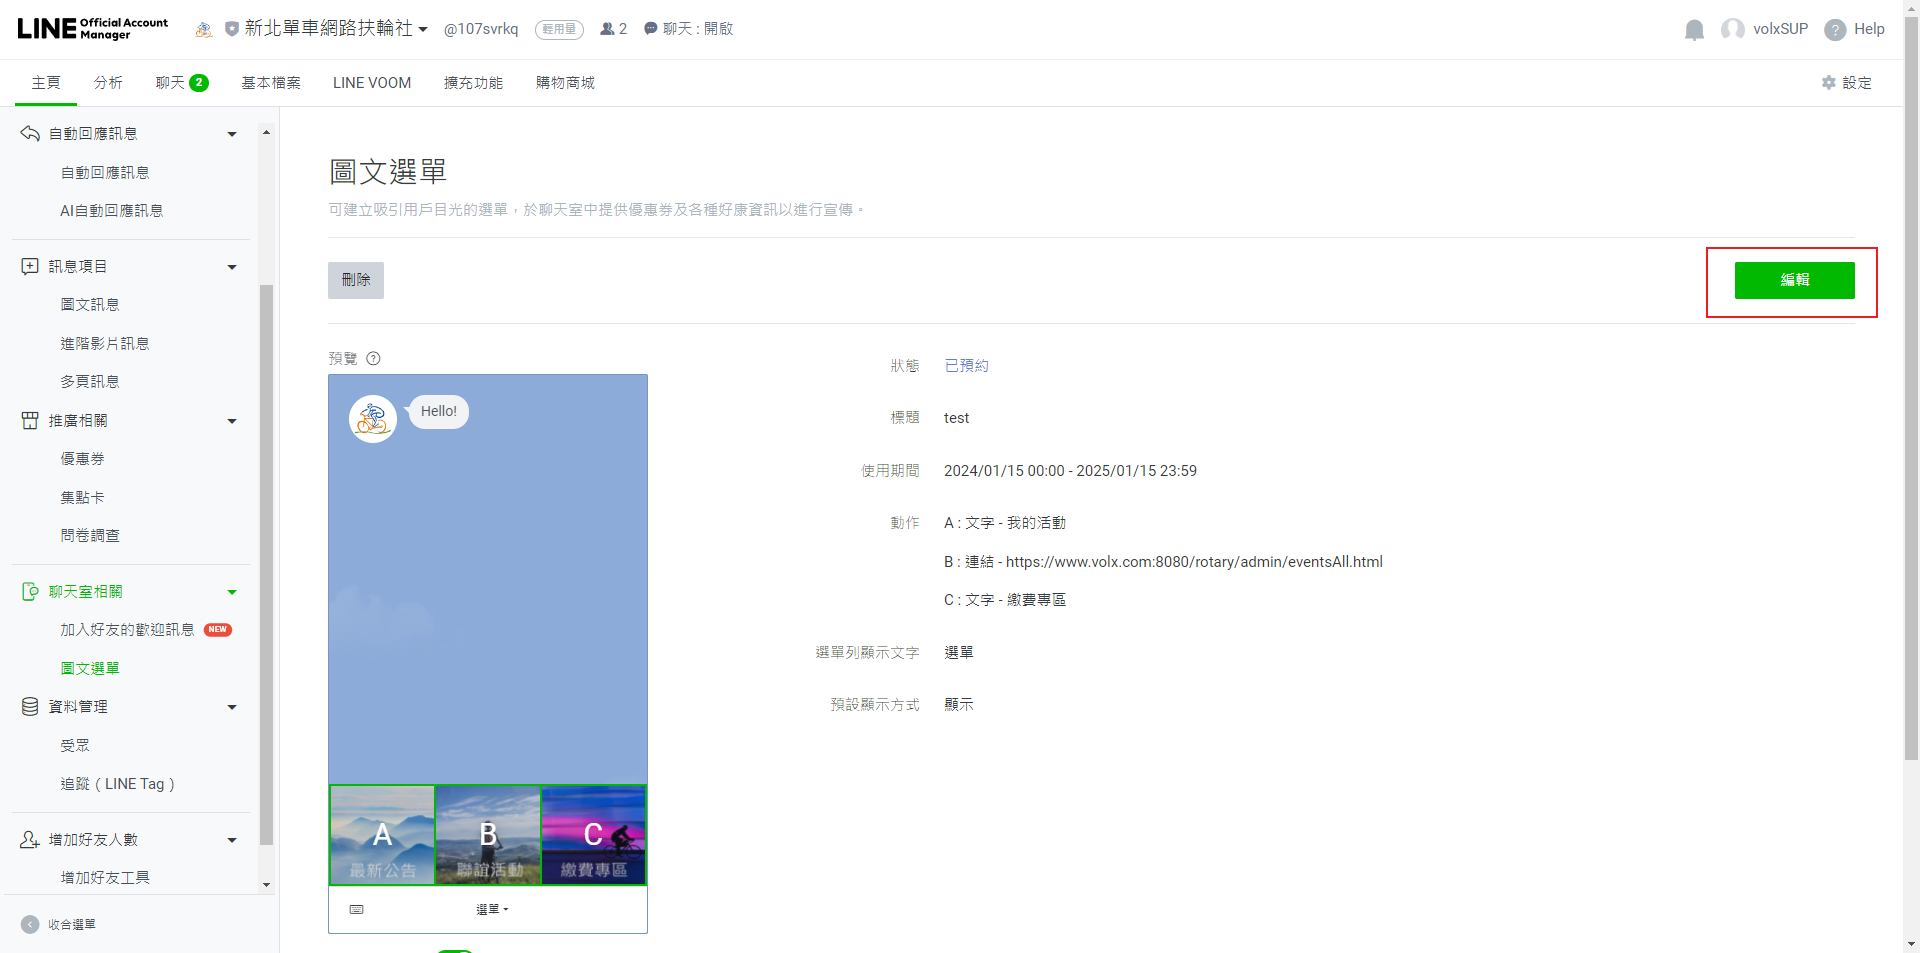 LINE Official Account Manager
新北單車網路扶輪社 @107svrkq 輕用量 2 聊天 : 開啟
volxSUP ? Help
主頁 分析 聊天 2 基本檔案 LINE VOOM 擴充功能 購物商城 設定
自動回應訊息
自動回應訊息
AI自動回應訊息
訊息項目
圖文訊息
進階影片訊息
多頁訊息
推廣相關
優惠券
集點卡
問卷調查
聊天室相關
加入好友的歡迎訊息 NEW
圖文選單
資料管理
受眾
追蹤（LINE Tag）
增加好友人數
增加好友工具
收合選單
圖文選單
可建立吸引用戶目光的選單，於聊天室中提供優惠券及各種好康資訊以進行宣傳。
刪除 編輯
預覽 ?
Hello!
A B C
最新公告 聯誼活動 繳費專區
選單
狀態 已預約
標題 test
使用期間 2024/01/15 00:00 - 2025/01/15 23:59
動作 A : 文字 - 我的活動
B : 連結 - https://www.volx.com:8080/rotary/admin/eventsAll.html
C : 文字 - 繳費專區
選單列顯示文字 選單
預設顯示方式 顯示